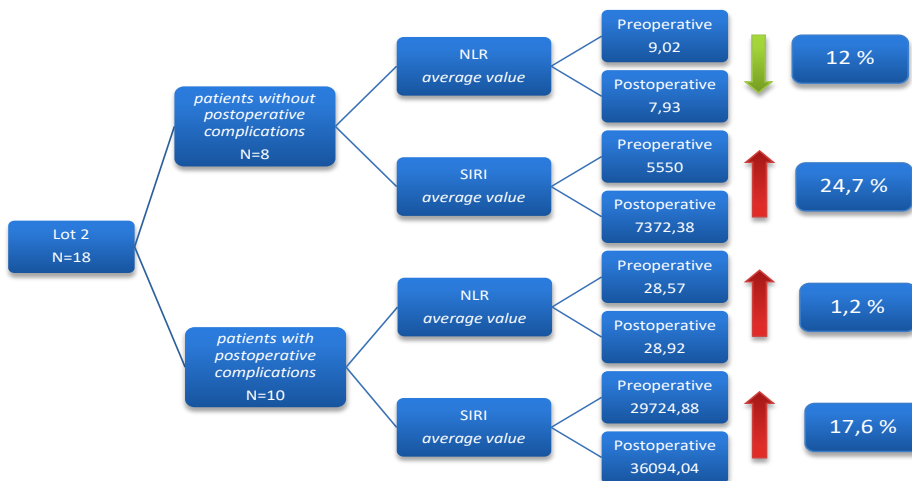 Lot 2
N=18
patients without
postoperative
complications
N=8
NLR
average value
Preoperative
9,02
Postoperative
7,93
12 %
SIRI
average value
Preoperative
5550
Postoperative
7372,38
24,7 %
patients with
postoperative
complications
N=10
NLR
average value
Preoperative
28,57
Postoperative
28,92
1,2 %
SIRI
average value
Preoperative
29724,88
Postoperative
36094,04
17,6 %